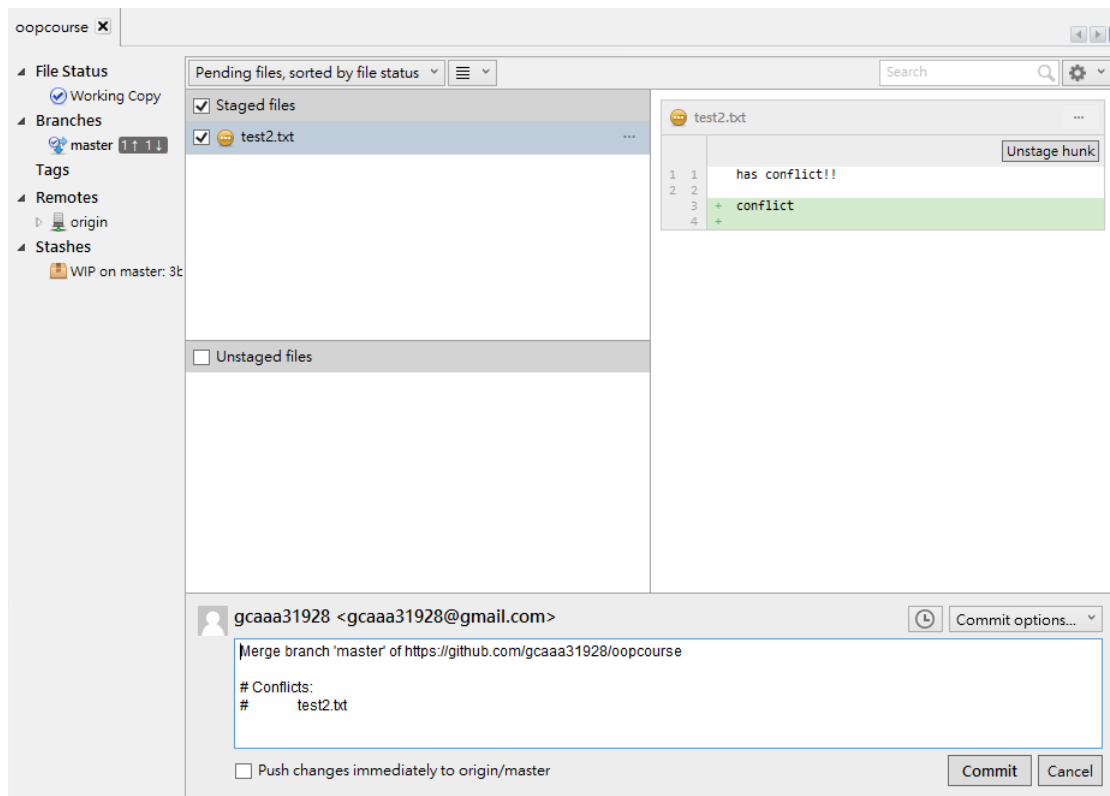 oopcourse
File Status
Working Copy
Branches
master 1↑ 1↓
Tags
Remotes
origin
Stashes
WIP on master: 3b
Pending files, sorted by file status
Search
Staged files
test2.txt ...
Unstaged files
test2.txt ...
Unstage hunk
1 1 has conflict!!
2 2
3 + conflict
4 +
gcaaa31928 <gcaaa31928@gmail.com>
Commit options...
Merge branch 'master' of https://github.com/gcaaa31928/oopcourse
# Conflicts:
# test2.txt
Push changes immediately to origin/master
Commit
Cancel